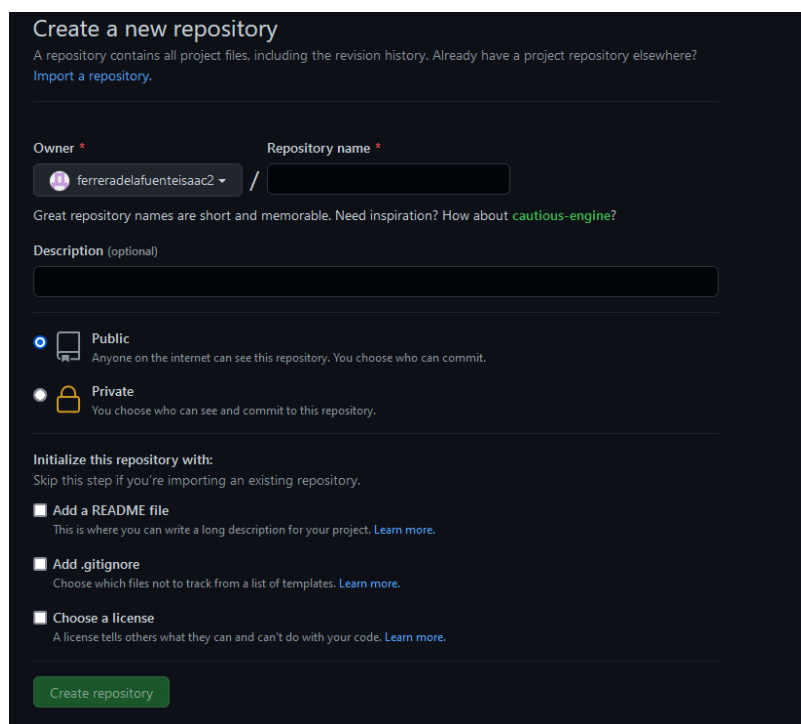 Create a new repository
A repository contains all project files, including the revision history. Already have a project repository elsewhere?
Import a repository.
Owner * Repository name *
ferreradelafuenteisaac2 /
Great repository names are short and memorable. Need inspiration? How about cautious-engine?
Description (optional)
Public
Anyone on the internet can see this repository. You choose who can commit.
Private
You choose who can see and commit to this repository.
Initialize this repository with:
Skip this step if you're importing an existing repository.
Add a README file
This is where you can write a long description for your project. Learn more.
Add .gitignore
Choose which files not to track from a list of templates. Learn more.
Choose a license
A license tells others what they can and can't do with your code. Learn more.
Create repository